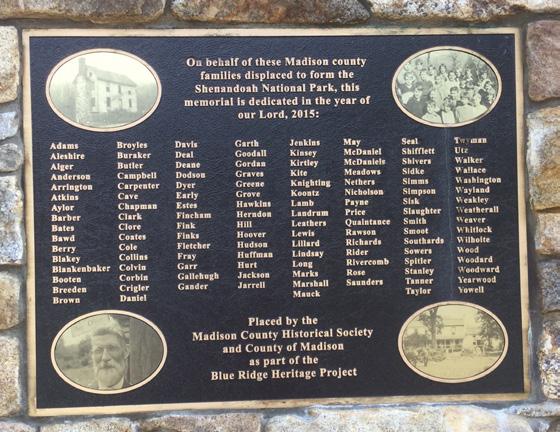 On behalf of these Madison county
families displaced to form the
Shenandoah National Park, this
memorial is dedicated in the year of
our Lord, 2015:
Adams
Aleshire
Alger
Anderson
Arrington
Atkins
Aylor
Barber
Bates
Bawd
Berry
Blakey
Blankenbaker
Booten
Breeden
Brown
Broyles
Buraker
Butler
Campbell
Carpenter
Cave
Chapman
Clark
Clore
Coates
Cole
Collins
Colvin
Corbin
Crigler
Daniel
Davis
Deal
Deane
Dodson
Dyer
Early
Estes
Fincham
Fink
Finks
Fletcher
Fray
Garr
Gallehugh
Gander
Garth
Goodall
Gordan
Graves
Greene
Grove
Hawkins
Herndon
Hill
Hoover
Hudson
Huffman
Hurt
Jackson
Jarrell
Jenkins
Kinsey
Kirtley
Kite
Knighting
Koontz
Lamb
Landrum
Leathers
Lewis
Lillard
Lindsay
Long
Marks
Marshall
Mauck
May
McDaniel
McDaniels
Meadows
Nethers
Nicholson
Payne
Price
Quaintance
Rawson
Richards
Rider
Rivercomb
Rose
Saunders
Seal
Shifflett
Shivers
Sidke
Simms
Simpson
Sisk
Slaughter
Smith
Smoot
Southards
Sowers
Spitler
Stanley
Tanner
Taylor
Twyman
Utz
Walker
Wallace
Washington
Wayland
Weakley
Weatherall
Weaver
Whitlock
Wilhoite
Wood
Woodard
Woodward
Yearwood
Yowell
Placed by the
Madison County Historical Society
and County of Madison
as part of the
Blue Ridge Heritage Project